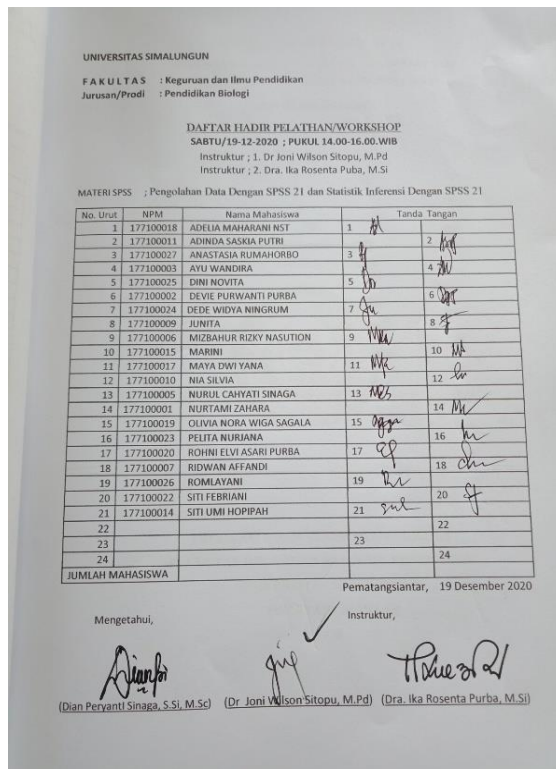 UNIVERSITAS SIMALUNGUN
FAKULTAS : Keguruan dan Ilmu Pendidikan
Jurusan/Prodi : Pendidikan Biologi
DAFTAR HADIR PELATHAN/WORKSHOP
SABTU/19-12-2020 ; PUKUL 14.00-16.00.WIB
Instruktur ; 1. Dr Joni Wilson Sitopu, M.Pd
Instruktur ; 2. Dra. Ika Rosenta Puba, M.Si
MATERI SPSS ; Pengolahan Data Dengan SPSS 21 dan Statistik Inferensi Dengan SPSS 21
No. Urut NPM Nama Mahasiswa Tanda Tangan
1 177100018 ADELIA MAHARANI NST 1
2 177100011 ADINDA SASKIA PUTRI 2
3 177100027 ANASTASIA RUMAHORBO 3
4 177100003 AYU WANDIRA 4
5 177100025 DINI NOVITA 5
6 177100002 DEVIE PURWANTI PURBA 6
7 177100024 DEDE WIDYA NINGRUM 7
8 177100009 JUNITA 8
9 177100006 MIZBAHUR RIZKY NASUTION 9
10 177100015 MARINI 10
11 177100017 MAYA DWI YANA 11
12 177100010 NIA SILVIA 12
13 177100005 NURUL CAHYATI SINAGA 13
14 177100001 NURTAMI ZAHARA 14
15 177100019 OLIVIA NORA WIGA SAGALA 15
16 177100023 PELITA NURJANA 16
17 177100020 ROHNI ELVI ASARI PURBA 17
18 177100007 RIDWAN AFFANDI 18
19 177100026 ROMLAYANI 19
20 177100022 SITI FEBRIANI 20
21 177100014 SITI UMI HOPIPAH 21
22 22
23 23
24 24
JUMLAH MAHASISWA
Pematangsiantar, 19 Desember 2020
Mengetahui, Instruktur,
(Dian Peryanti Sinaga, S.Si, M.Sc) (Dr Joni Wilson Sitopu, M.Pd) (Dra. Ika Rosenta Purba, M.Si)